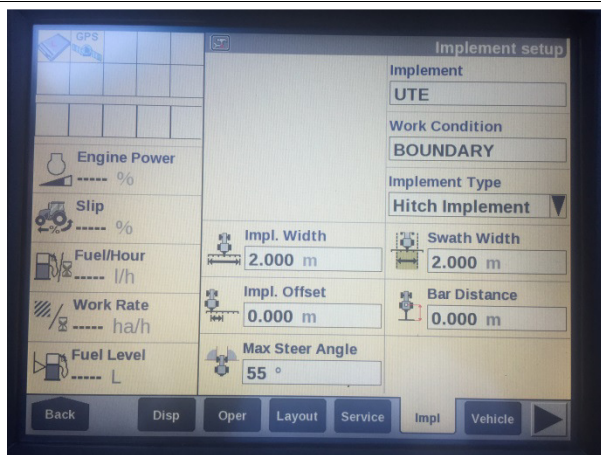 GPS
Implement setup
Implement
UTE
Work Condition
BOUNDARY
Engine Power
----- %
Implement Type
Hitch Implement
Slip
----- %
Impl. Width
2.000 m
Swath Width
2.000 m
Fuel/Hour
----- l/h
Impl. Offset
0.000 m
Bar Distance
0.000 m
Work Rate
----- ha/h
Max Steer Angle
55 °
Fuel Level
----- L
Back
Disp
Oper
Layout
Service
Impl
Vehicle